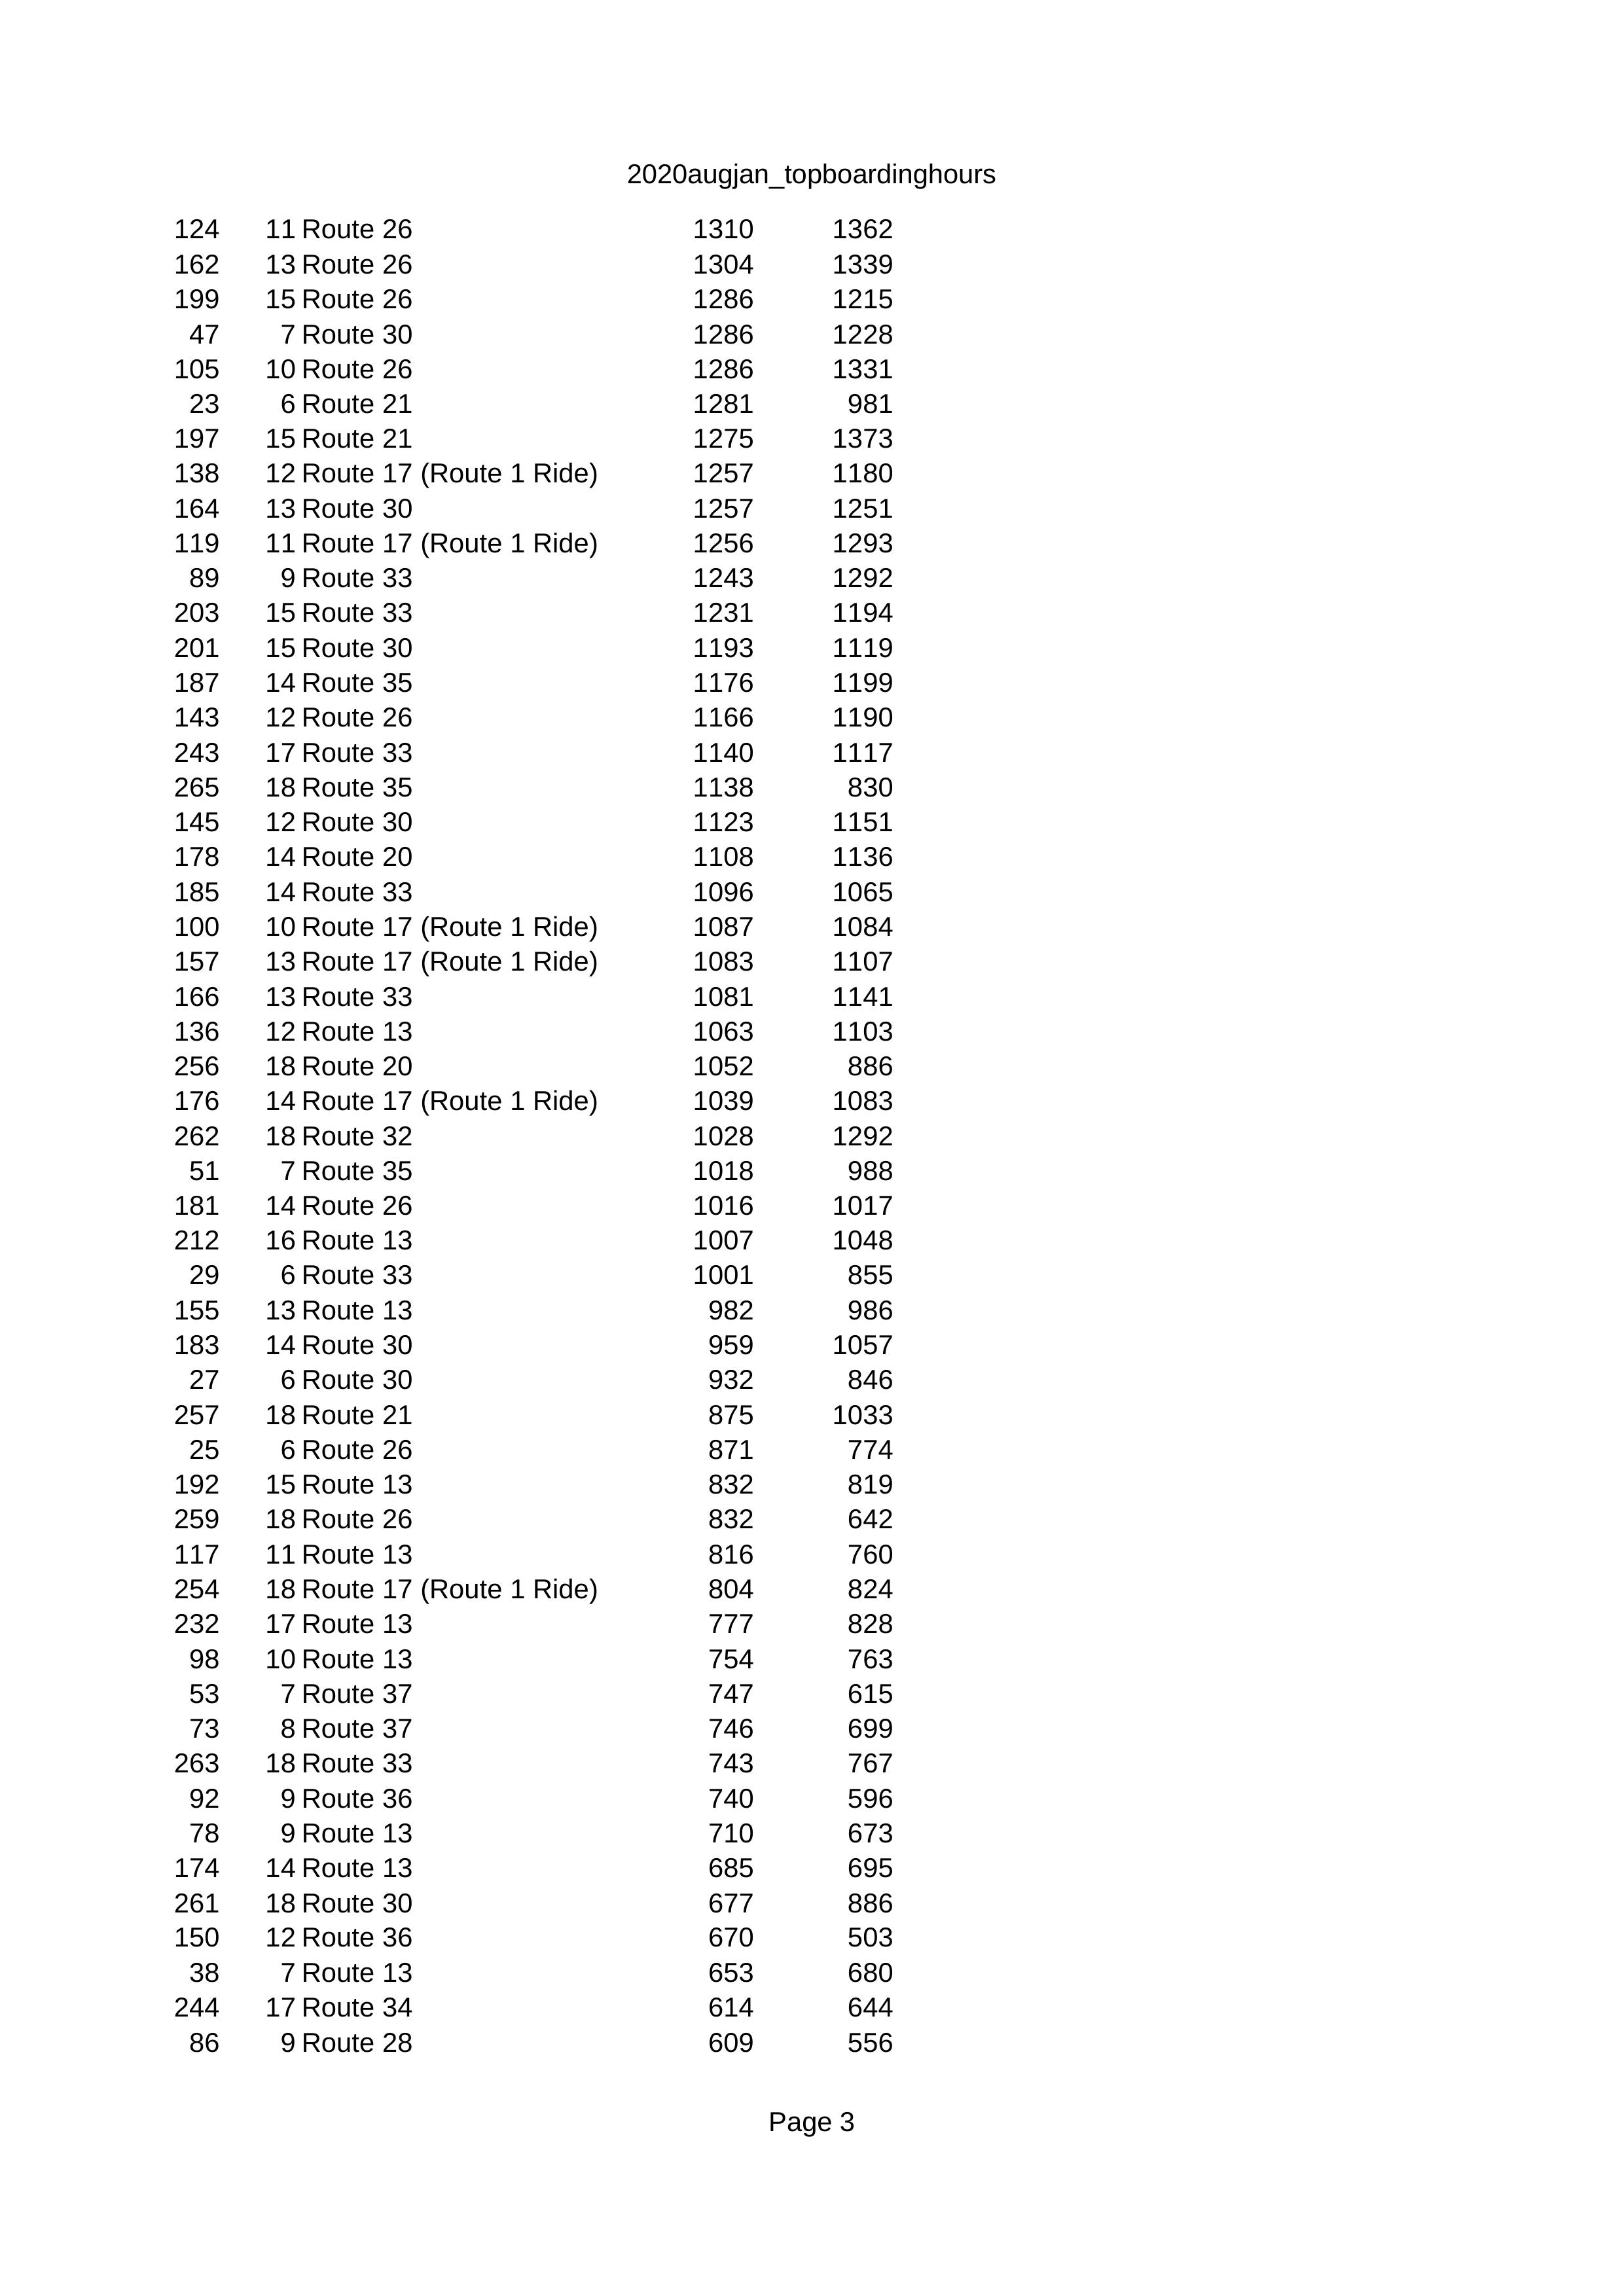 2020augjan_topboardinghours
124 11 Route 26 1310 1362
162 13 Route 26 1304 1339
199 15 Route 26 1286 1215
47 7 Route 30 1286 1228
105 10 Route 26 1286 1331
23 6 Route 21 1281 981
197 15 Route 21 1275 1373
138 12 Route 17 (Route 1 Ride) 1257 1180
164 13 Route 30 1257 1251
119 11 Route 17 (Route 1 Ride) 1256 1293
89 9 Route 33 1243 1292
203 15 Route 33 1231 1194
201 15 Route 30 1193 1119
187 14 Route 35 1176 1199
143 12 Route 26 1166 1190
243 17 Route 33 1140 1117
265 18 Route 35 1138 830
145 12 Route 30 1123 1151
178 14 Route 20 1108 1136
185 14 Route 33 1096 1065
100 10 Route 17 (Route 1 Ride) 1087 1084
157 13 Route 17 (Route 1 Ride) 1083 1107
166 13 Route 33 1081 1141
136 12 Route 13 1063 1103
256 18 Route 20 1052 886
176 14 Route 17 (Route 1 Ride) 1039 1083
262 18 Route 32 1028 1292
51 7 Route 35 1018 988
181 14 Route 26 1016 1017
212 16 Route 13 1007 1048
29 6 Route 33 1001 855
155 13 Route 13 982 986
183 14 Route 30 959 1057
27 6 Route 30 932 846
257 18 Route 21 875 1033
25 6 Route 26 871 774
192 15 Route 13 832 819
259 18 Route 26 832 642
117 11 Route 13 816 760
254 18 Route 17 (Route 1 Ride) 804 824
232 17 Route 13 777 828
98 10 Route 13 754 763
53 7 Route 37 747 615
73 8 Route 37 746 699
263 18 Route 33 743 767
92 9 Route 36 740 596
78 9 Route 13 710 673
174 14 Route 13 685 695
261 18 Route 30 677 886
150 12 Route 36 670 503
38 7 Route 13 653 680
244 17 Route 34 614 644
86 9 Route 28 609 556
Page 3